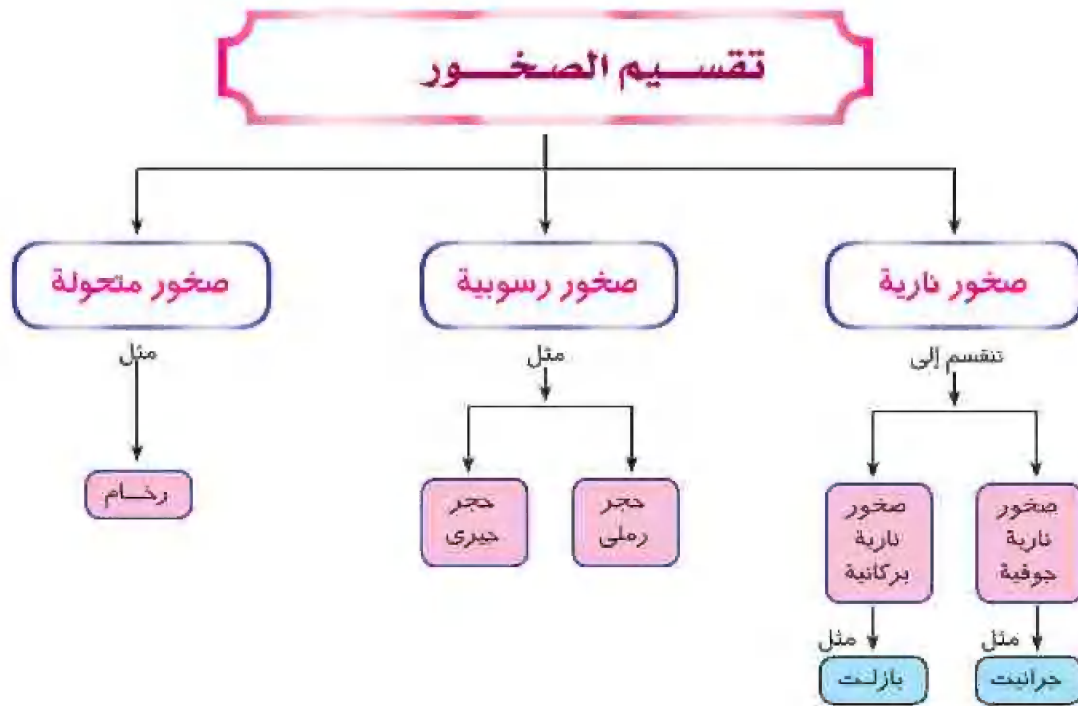 تقسيم الصخور
صخور نارية
صخور رسوبية
صخور متحولة
تنقسم إلى
مثل
مثل
صخور
نارية
جوفية
صخور
نارية
بركانية
حجر
رملى
حجر
جيرى
رخام
مثل
مثل
جرانيت
بازلت